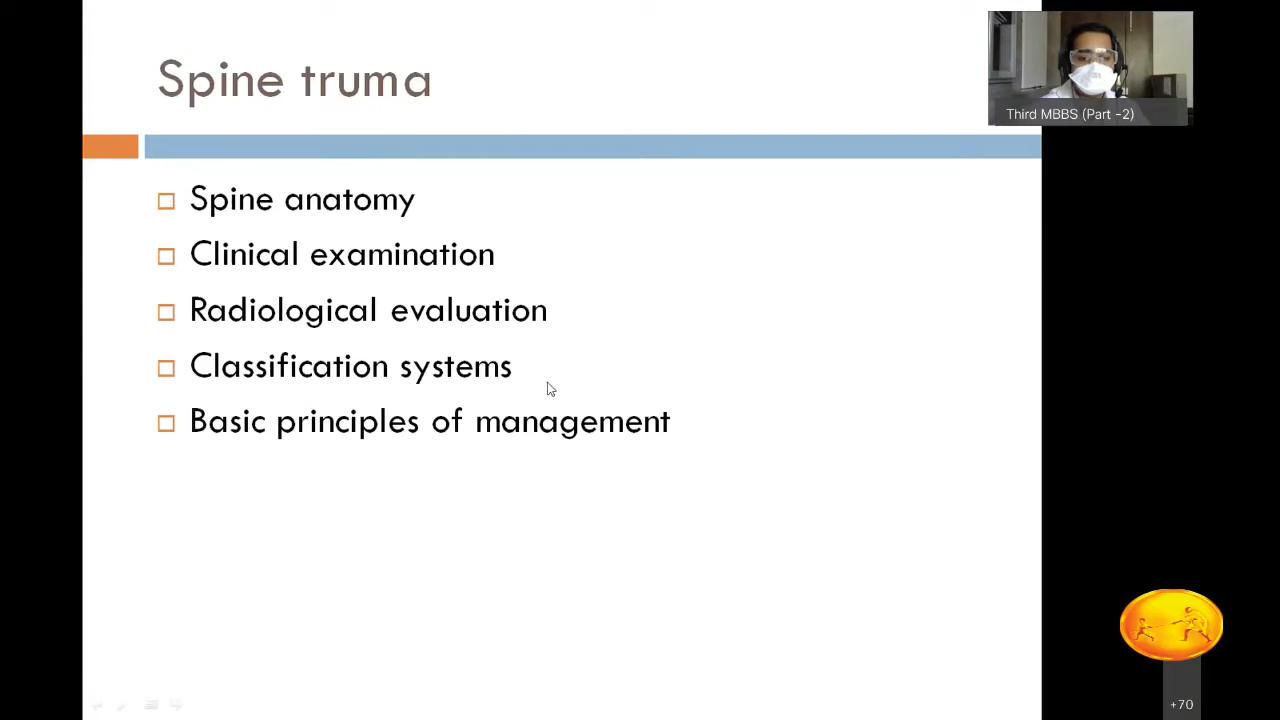 Spine truma
Third MBBS (Part -2)
Spine anatomy
Clinical examination
Radiological evaluation
Classification systems
Basic principles of management
+70